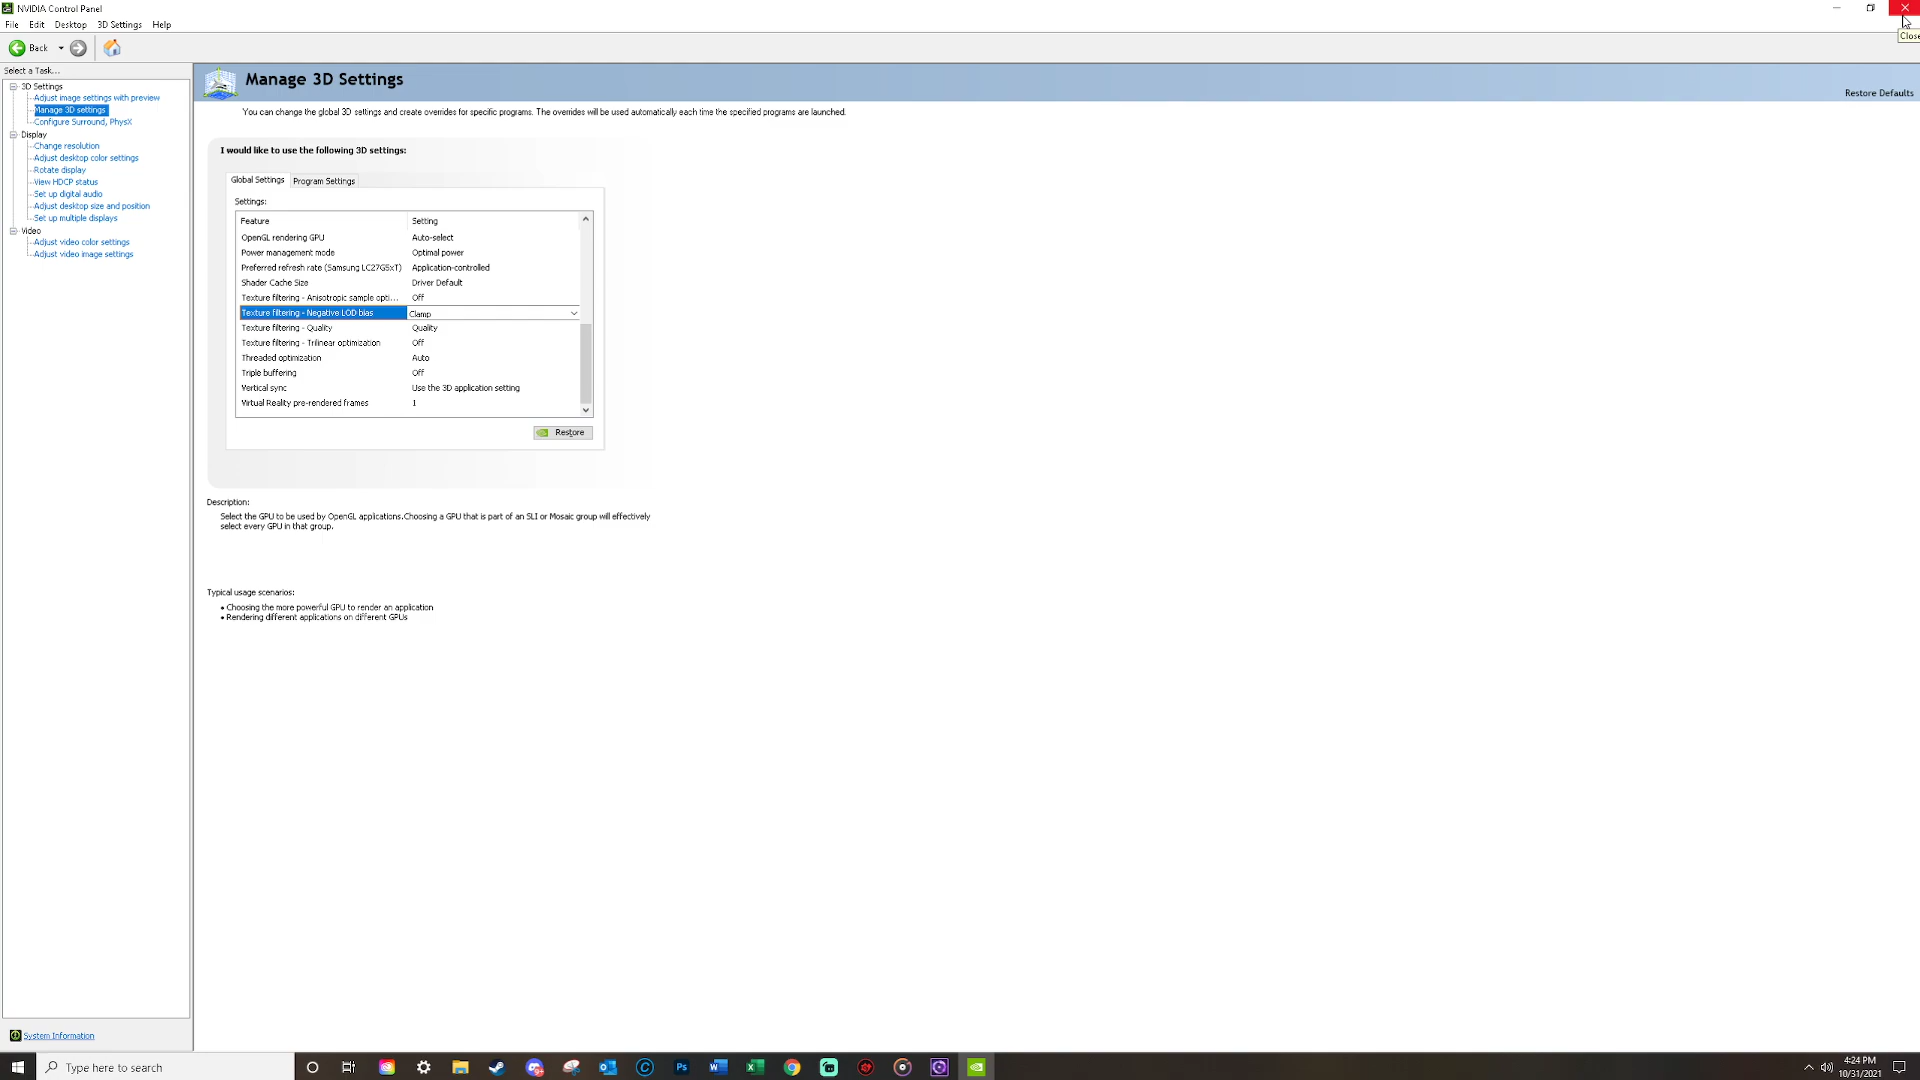 NVIDIA Control Panel
File Edit Desktop 3D Settings Help
Close
Back
Select a Task...
3D Settings
Adjust image settings with preview
Manage 3D settings
Configure Surround, PhysX
Display
Change resolution
Adjust desktop color settings
Rotate display
View HDCP status
Set up digital audio
Adjust desktop size and position
Set up multiple displays
Video
Adjust video color settings
Adjust video image settings
System Information
Manage 3D Settings
Restore Defaults
You can change the global 3D settings and create overrides for specific programs. The overrides will be used automatically each time the specified programs are launched.
I would like to use the following 3D settings:
Global Settings Program Settings
Settings:
Feature Setting
OpenGL rendering GPU Auto-select
Power management mode Optimal power
Preferred refresh rate (Samsung LC27G5xT) Application-controlled
Shader Cache Size Driver Default
Texture filtering - Anisotropic sample opti... Off
Texture filtering - Negative LOD bias Clamp
Texture filtering - Quality Quality
Texture filtering - Trilinear optimization Off
Threaded optimization Auto
Triple buffering Off
Vertical sync Use the 3D application setting
Virtual Reality pre-rendered frames 1
Restore
Description:
Select the GPU to be used by OpenGL applications.Choosing a GPU that is part of an SLI or Mosaic group will effectively
select every GPU in that group.
Typical usage scenarios:
• Choosing the more powerful GPU to render an application
• Rendering different applications on different GPUs
Type here to search
Ps
4:24 PM
10/31/2021